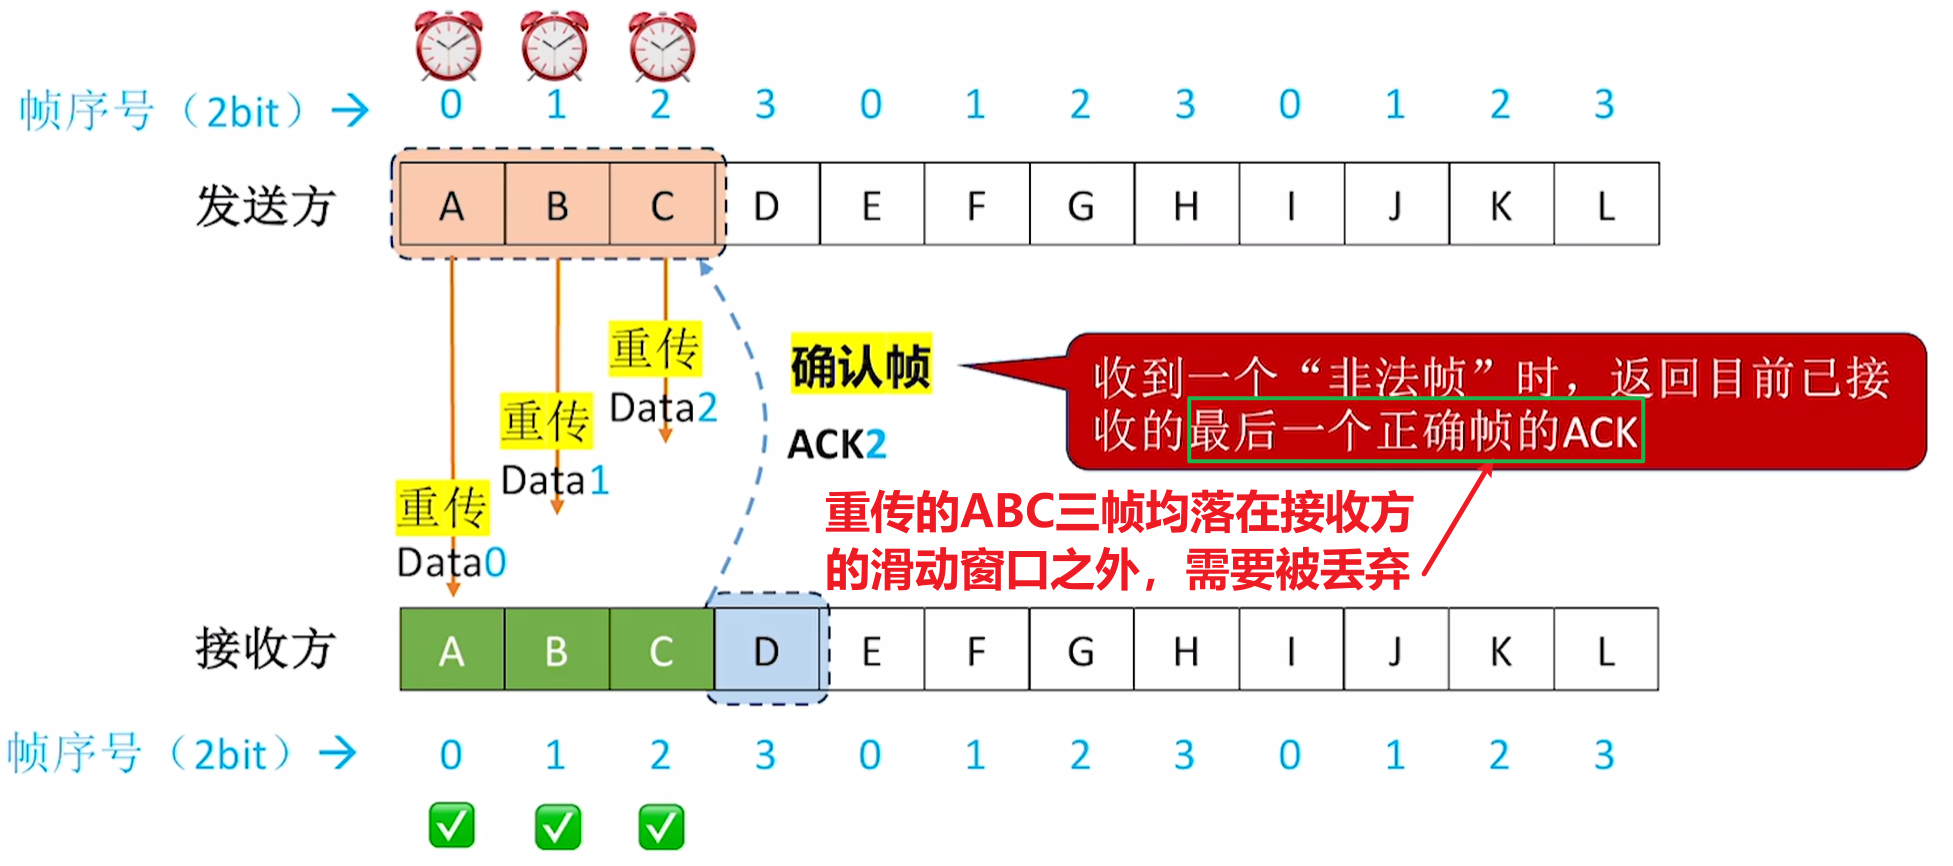 帧序号（2bit）→ 0 1 2 3 0 1 2 3 0 1 2 3
发送方 A B C D E F G H I J K L
重传
Data2
重传
Data1
重传
Data0
确认帧
ACK2
收到一个“非法帧”时，返回目前已接
收的最后一个正确帧的ACK
重传的ABC三帧均落在接收方
的滑动窗口之外，需要被丢弃
接收方 A B C D E F G H I J K L
帧序号（2bit）→ 0 1 2 3 0 1 2 3 0 1 2 3